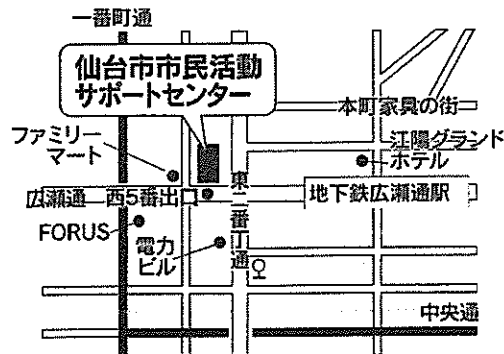 一番町通
仙台市市民活動
サポートセンター
本町家具の街
ファミリー
マート
江陽グランド
ホテル
広瀬通
西5番出口
東二番丁通
地下鉄広瀬通駅
FORUS
電力
ビル
中央通